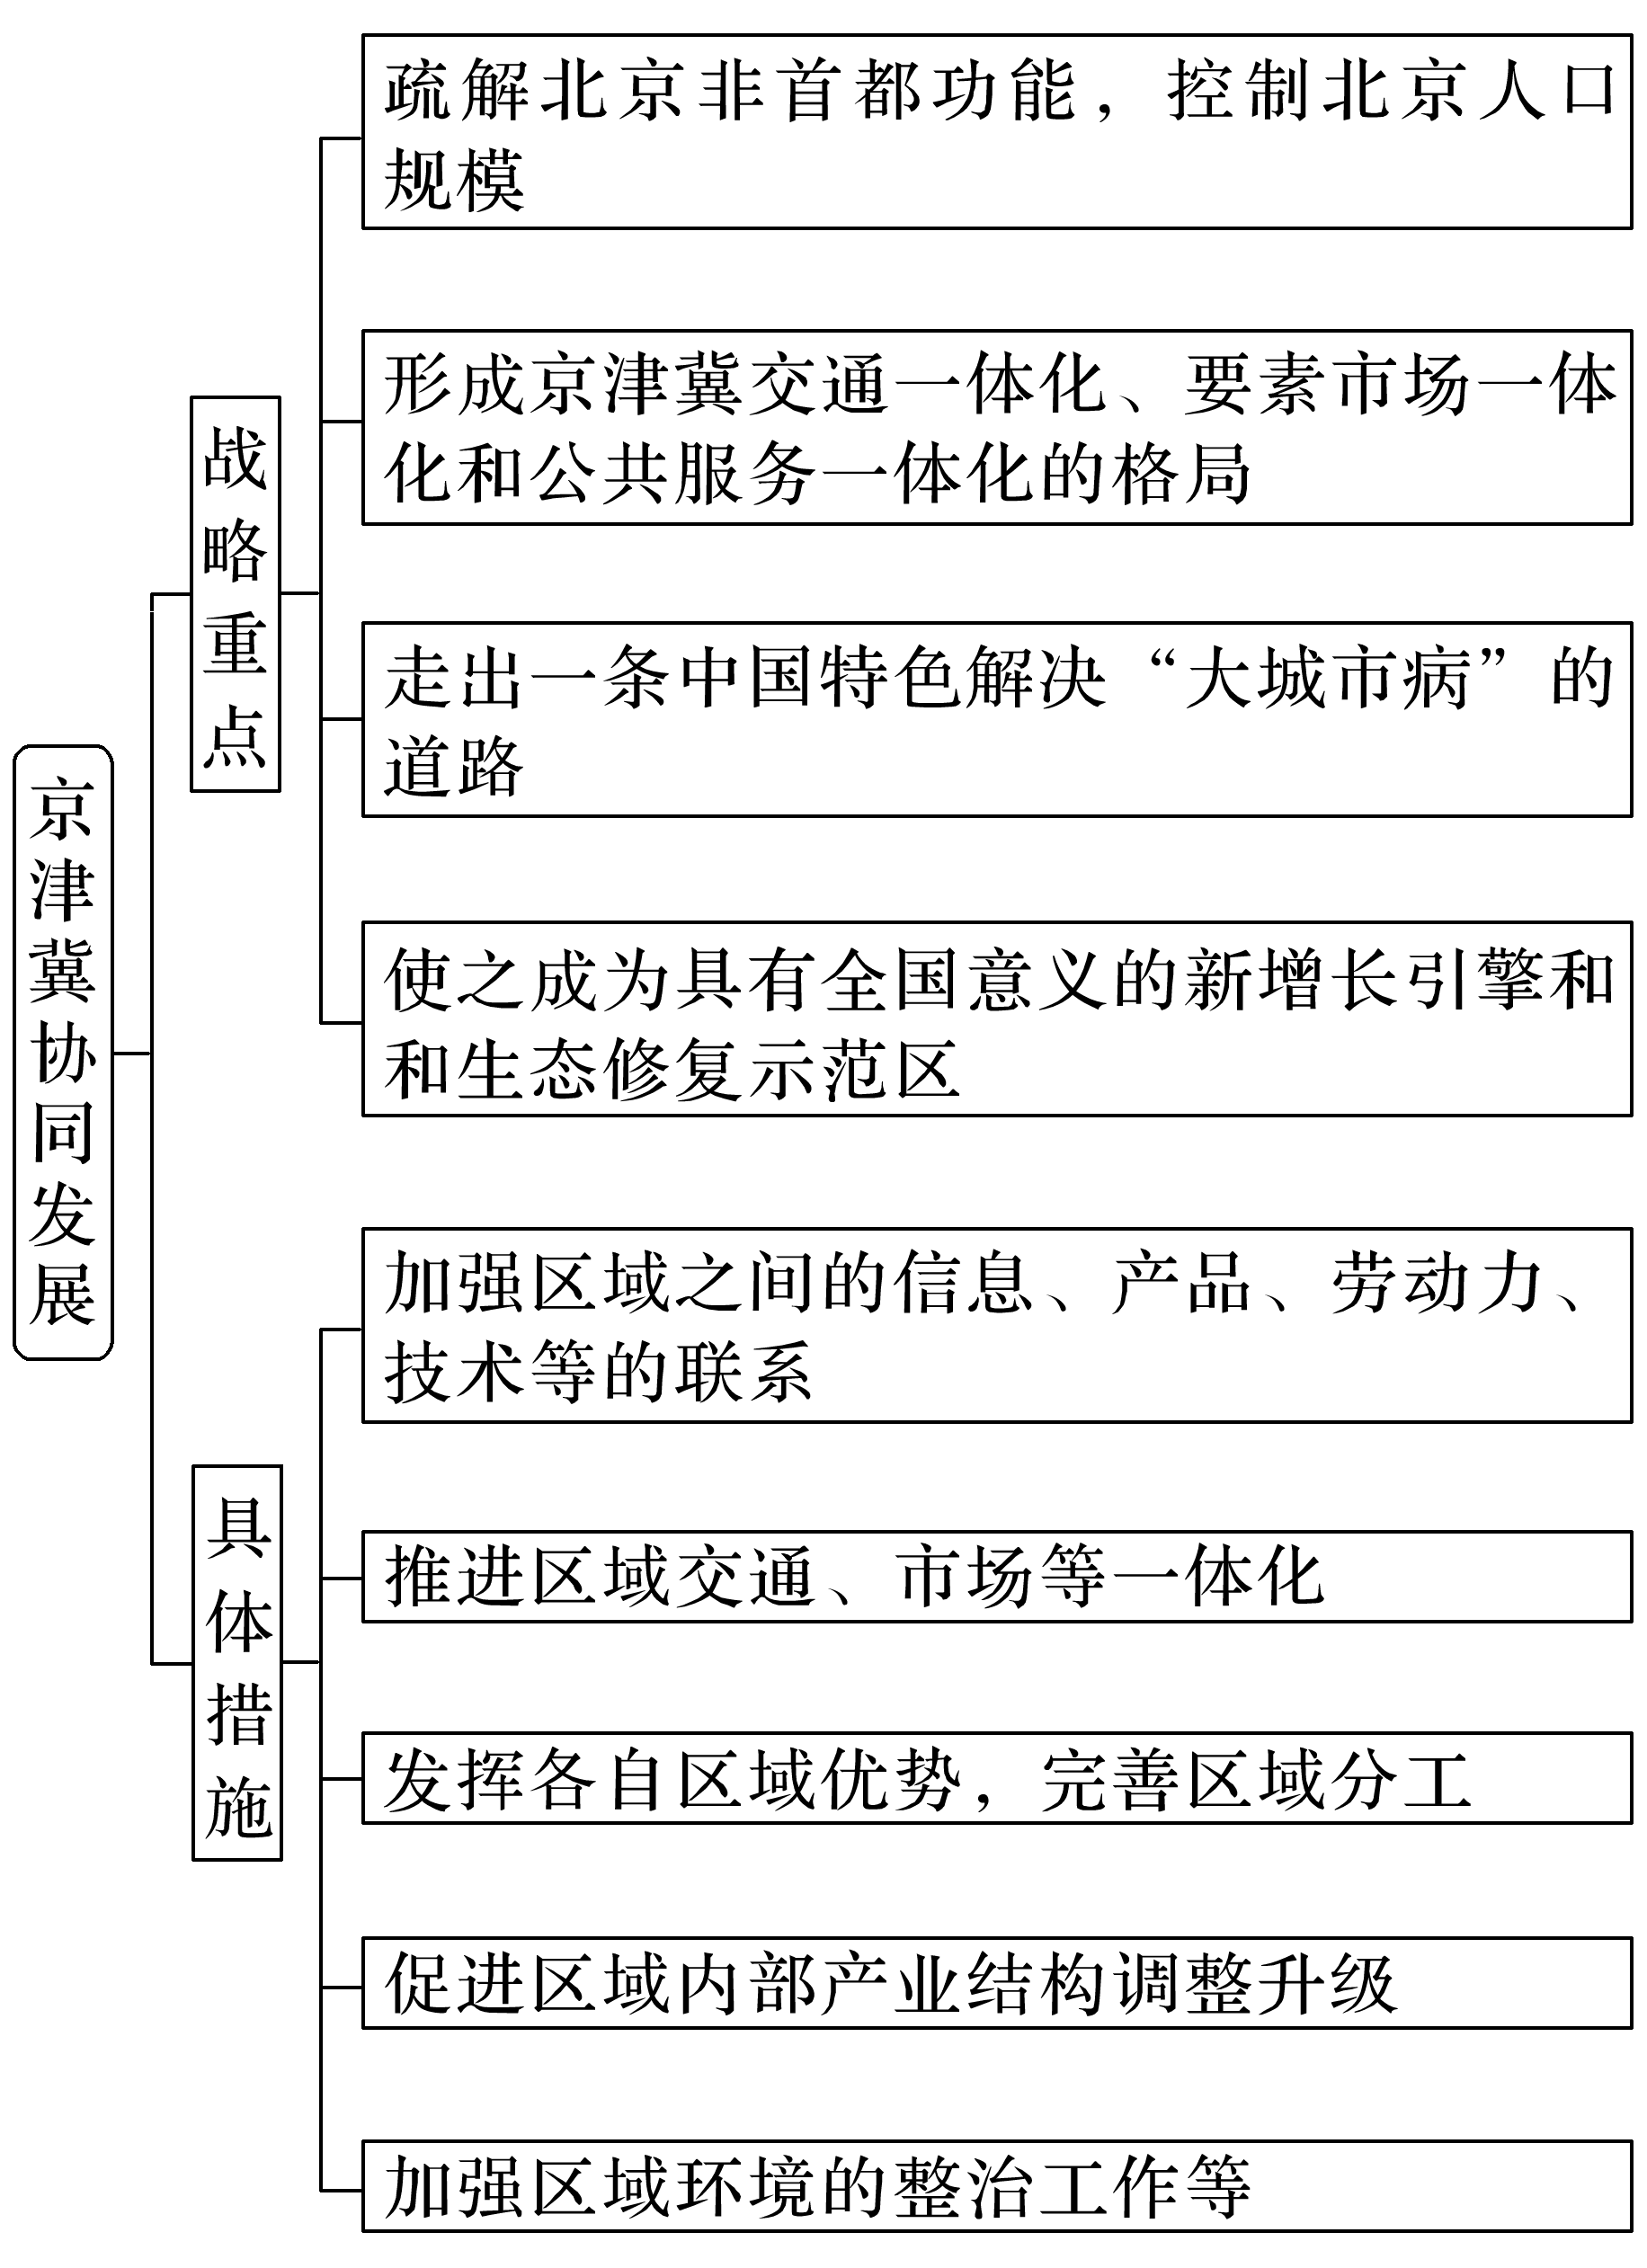 京津冀协同发展
战略重点
疏解北京非首都功能，控制北京人口
规模
形成京津冀交通一体化、要素市场一体
化和公共服务一体化的格局
走出一条中国特色解决“大城市病”的
道路
使之成为具有全国意义的新增长引擎和
和生态修复示范区
具体措施
加强区域之间的信息、产品、劳动力、
技术等的联系
推进区域交通、市场等一体化
发挥各自区域优势，完善区域分工
促进区域内部产业结构调整升级
加强区域环境的整治工作等